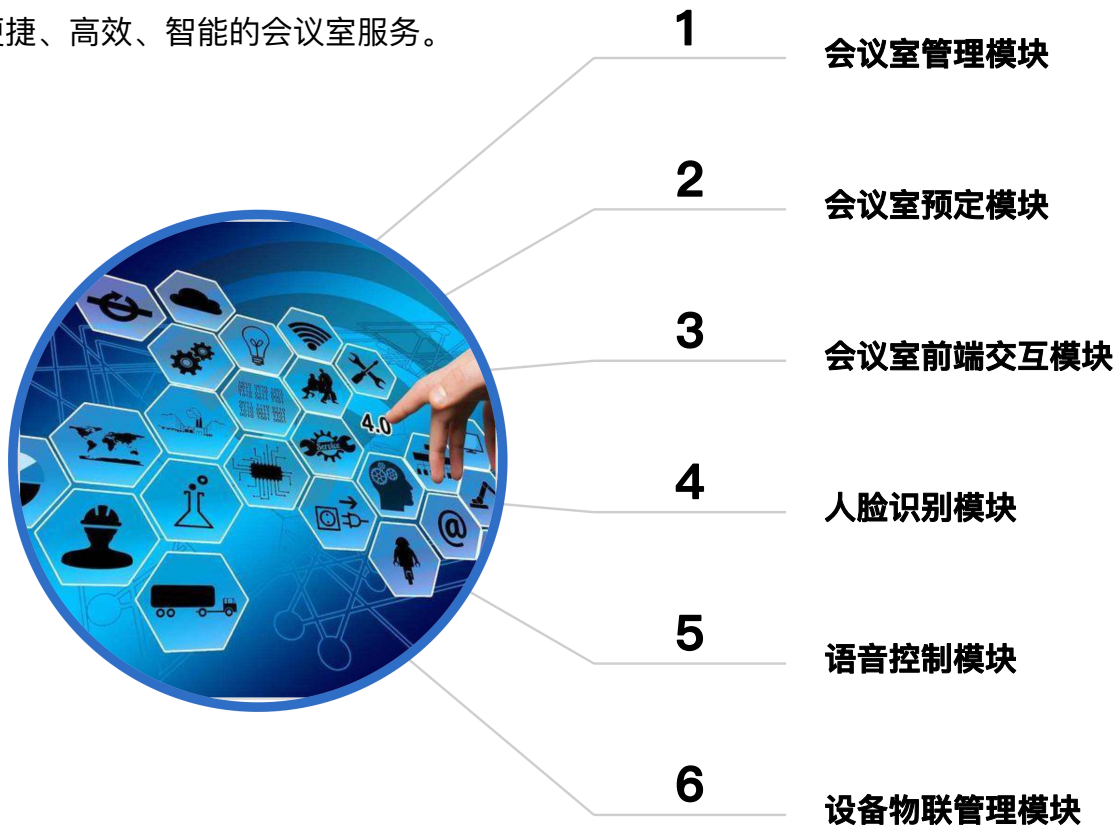 便捷、高效、智能的会议室服务。
1
会议室管理模块
2
会议室预定模块
3
会议室前端交互模块
4
人脸识别模块
5
语音控制模块
6
设备物联管理模块
4.0
Service
@